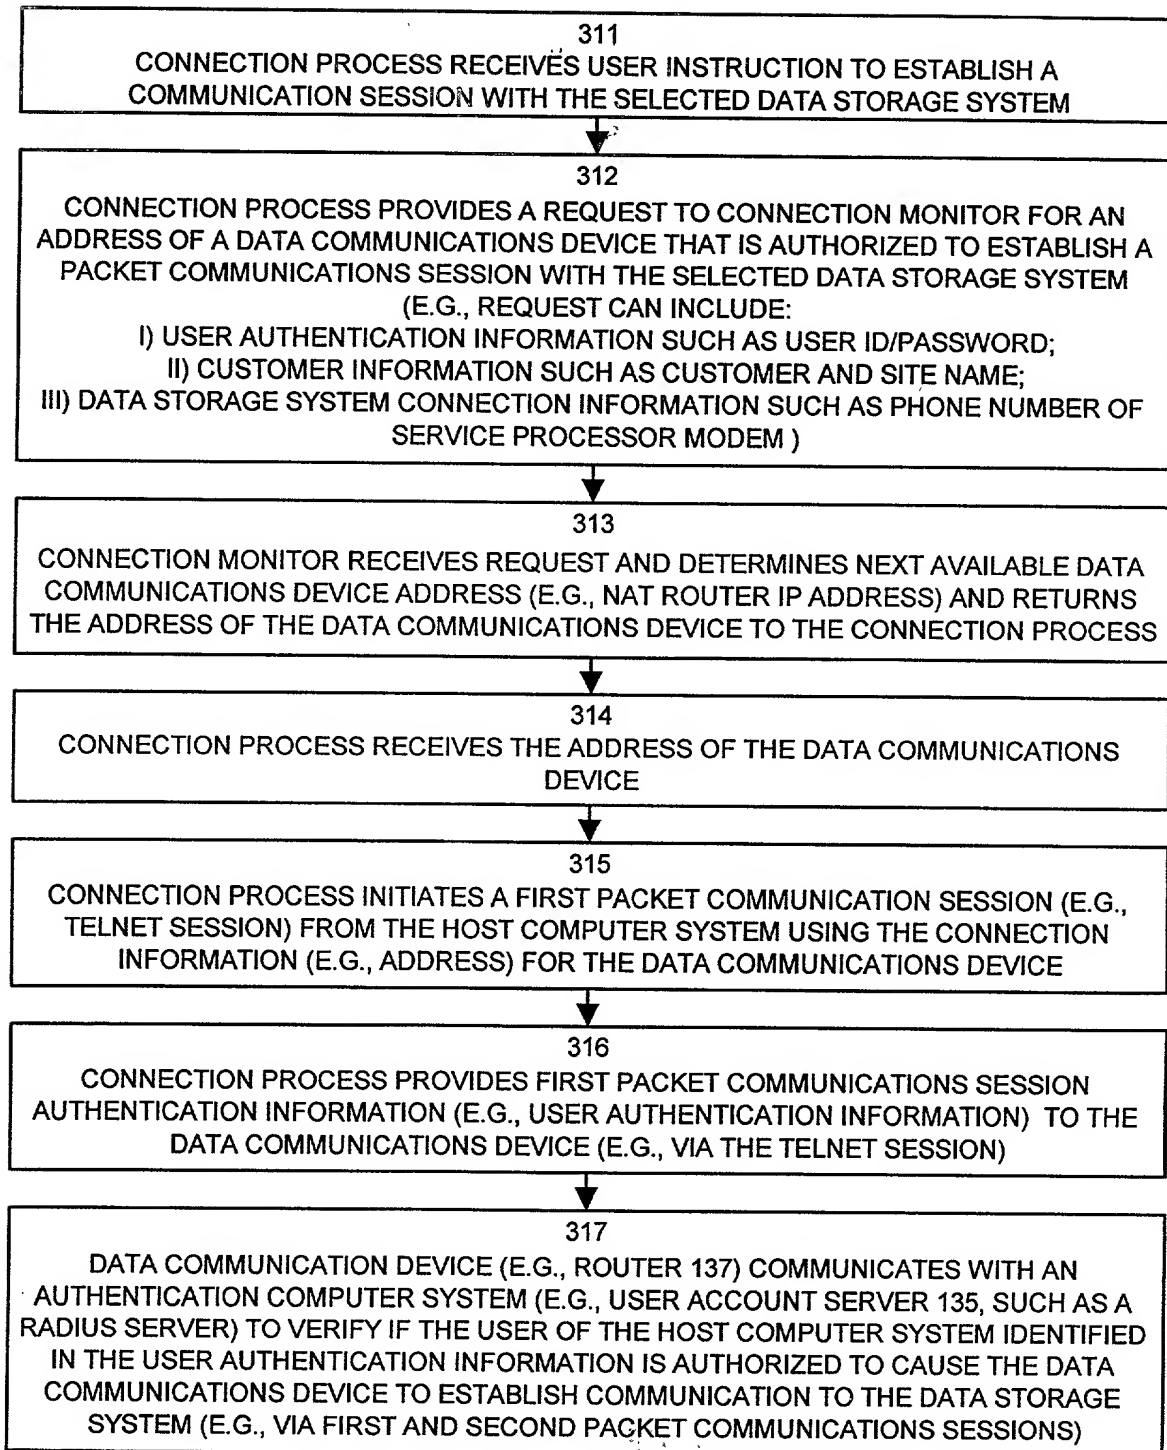 311
CONNECTION PROCESS RECEIVES USER INSTRUCTION TO ESTABLISH A
COMMUNICATION SESSION WITH THE SELECTED DATA STORAGE SYSTEM
312
CONNECTION PROCESS PROVIDES A REQUEST TO CONNECTION MONITOR FOR AN
ADDRESS OF A DATA COMMUNICATIONS DEVICE THAT IS AUTHORIZED TO ESTABLISH A
PACKET COMMUNICATIONS SESSION WITH THE SELECTED DATA STORAGE SYSTEM
(E.G., REQUEST CAN INCLUDE:
I) USER AUTHENTICATION INFORMATION SUCH AS USER ID/PASSWORD;
II) CUSTOMER INFORMATION SUCH AS CUSTOMER AND SITE NAME;
III) DATA STORAGE SYSTEM CONNECTION INFORMATION SUCH AS PHONE NUMBER OF
SERVICE PROCESSOR MODEM )
313
CONNECTION MONITOR RECEIVES REQUEST AND DETERMINES NEXT AVAILABLE DATA
COMMUNICATIONS DEVICE ADDRESS (E.G., NAT ROUTER IP ADDRESS) AND RETURNS
THE ADDRESS OF THE DATA COMMUNICATIONS DEVICE TO THE CONNECTION PROCESS
314
CONNECTION PROCESS RECEIVES THE ADDRESS OF THE DATA COMMUNICATIONS
DEVICE
315
CONNECTION PROCESS INITIATES A FIRST PACKET COMMUNICATION SESSION (E.G.,
TELNET SESSION) FROM THE HOST COMPUTER SYSTEM USING THE CONNECTION
INFORMATION (E.G., ADDRESS) FOR THE DATA COMMUNICATIONS DEVICE
316
CONNECTION PROCESS PROVIDES FIRST PACKET COMMUNICATIONS SESSION
AUTHENTICATION INFORMATION (E.G., USER AUTHENTICATION INFORMATION) TO THE
DATA COMMUNICATIONS DEVICE (E.G., VIA THE TELNET SESSION)
317
DATA COMMUNICATION DEVICE (E.G., ROUTER 137) COMMUNICATES WITH AN
AUTHENTICATION COMPUTER SYSTEM (E.G., USER ACCOUNT SERVER 135, SUCH AS A
RADIUS SERVER) TO VERIFY IF THE USER OF THE HOST COMPUTER SYSTEM IDENTIFIED
IN THE USER AUTHENTICATION INFORMATION IS AUTHORIZED TO CAUSE THE DATA
COMMUNICATIONS DEVICE TO ESTABLISH COMMUNICATION TO THE DATA STORAGE
SYSTEM (E.G., VIA FIRST AND SECOND PACKET COMMUNICATIONS SESSIONS)